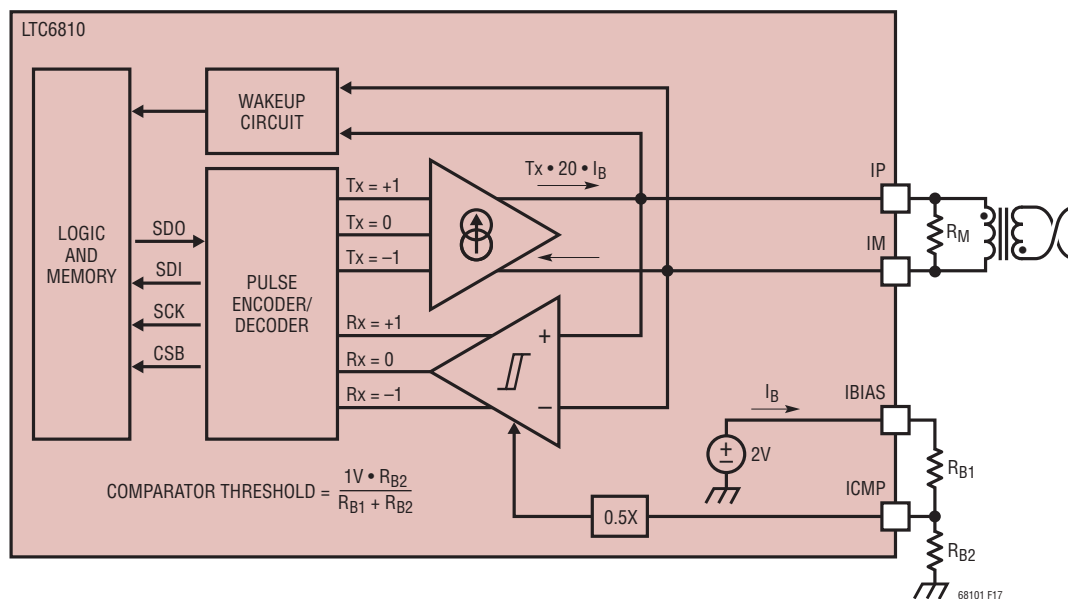 LTC6810
WAKEUP
CIRCUIT
Tx • 20 • IB
IP
Tx = +1
LOGIC
AND
MEMORY
SDO
Tx = 0
RM
IM
SDI
Tx = –1
PULSE
ENCODER/
DECODER
SCK
Rx = +1
+
CSB
Rx = 0
Rx = –1
–
IB
IBIAS
+
–
2V
RB1
COMPARATOR THRESHOLD = 1V • RB2
RB1 + RB2
ICMP
0.5X
RB2
68101 F17